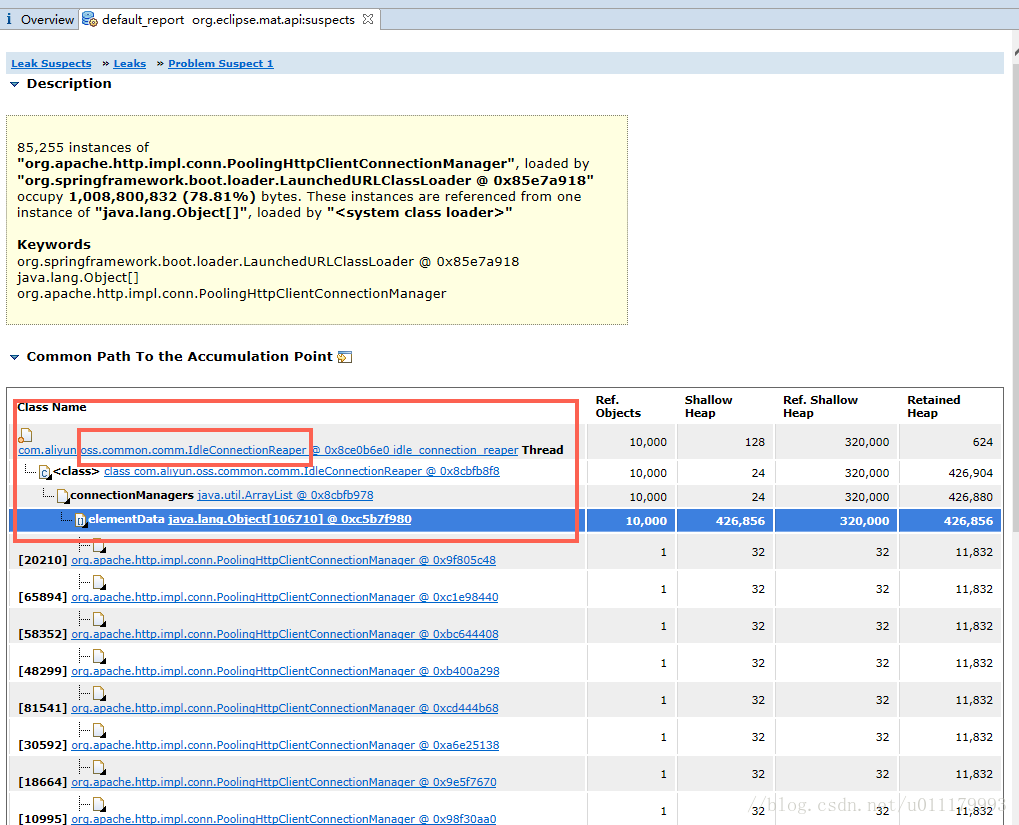 Overview default_report org.eclipse.mat.api:suspects
Leak Suspects » Leaks » Problem Suspect 1
Description
85,255 instances of
"org.apache.http.impl.conn.PoolingHttpClientConnectionManager", loaded by
"org.springframework.boot.loader.LaunchedURLClassLoader @ 0x85e7a918"
occupy 1,008,800,832 (78.81%) bytes. These instances are referenced from one
instance of "java.lang.Object[]", loaded by "<system class loader>"
Keywords
org.springframework.boot.loader.LaunchedURLClassLoader @ 0x85e7a918
java.lang.Object[]
org.apache.http.impl.conn.PoolingHttpClientConnectionManager
Common Path To the Accumulation Point
Class Name Ref. Objects Shallow Heap Ref. Shallow Heap Retained Heap
com.aliyun.oss.common.comm.IdleConnectionReaper @ 0x8ce0b6e0 idle_connection_reaper Thread 10,000 128 320,000 624
<class> class com.aliyun.oss.common.comm.IdleConnectionReaper @ 0x8cbfb8f8 10,000 24 320,000 426,904
connectionManagers java.util.ArrayList @ 0x8cbfb978 10,000 24 320,000 426,880
elementData java.lang.Object[106710] @ 0xc5b7f980 10,000 426,856 320,000 426,856
[20210] org.apache.http.impl.conn.PoolingHttpClientConnectionManager @ 0x9f805c48 1 32 32 11,832
[65894] org.apache.http.impl.conn.PoolingHttpClientConnectionManager @ 0xc1e98440 1 32 32 11,832
[58352] org.apache.http.impl.conn.PoolingHttpClientConnectionManager @ 0xbc644408 1 32 32 11,832
[48299] org.apache.http.impl.conn.PoolingHttpClientConnectionManager @ 0xb400a298 1 32 32 11,832
[81541] org.apache.http.impl.conn.PoolingHttpClientConnectionManager @ 0xcd444b68 1 32 32 11,832
[30592] org.apache.http.impl.conn.PoolingHttpClientConnectionManager @ 0xa6e25138 1 32 32 11,832
[18664] org.apache.http.impl.conn.PoolingHttpClientConnectionManager @ 0x9e5f7670 1 32 32 11,832
[10995] org.apache.http.impl.conn.PoolingHttpClientConnectionManager @ 0x98f30aa0 1 32 32 11,832
//blog.csdn.net/u011179993